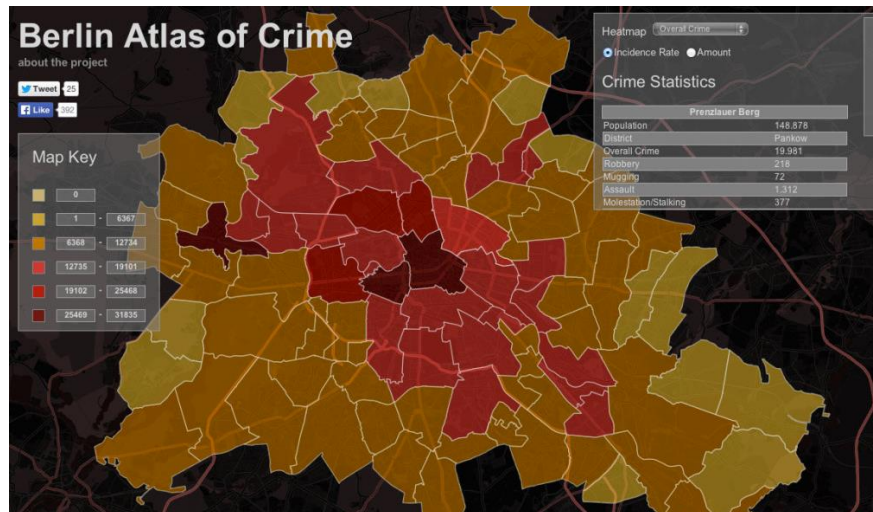 Berlin Atlas of Crime
about the project
Tweet 25
Like 392
Map Key
0
1 - 6367
6368 - 12734
12735 - 19101
19102 - 25468
25469 - 31835
Heatmap Overall Crime
Incidence Rate Amount
Crime Statistics
Prenzlauer Berg
Population 148.878
District Pankow
Overall Crime 19.981
Robbery 216
Mugging 72
Assault 1.312
Molestation/Stalking 377